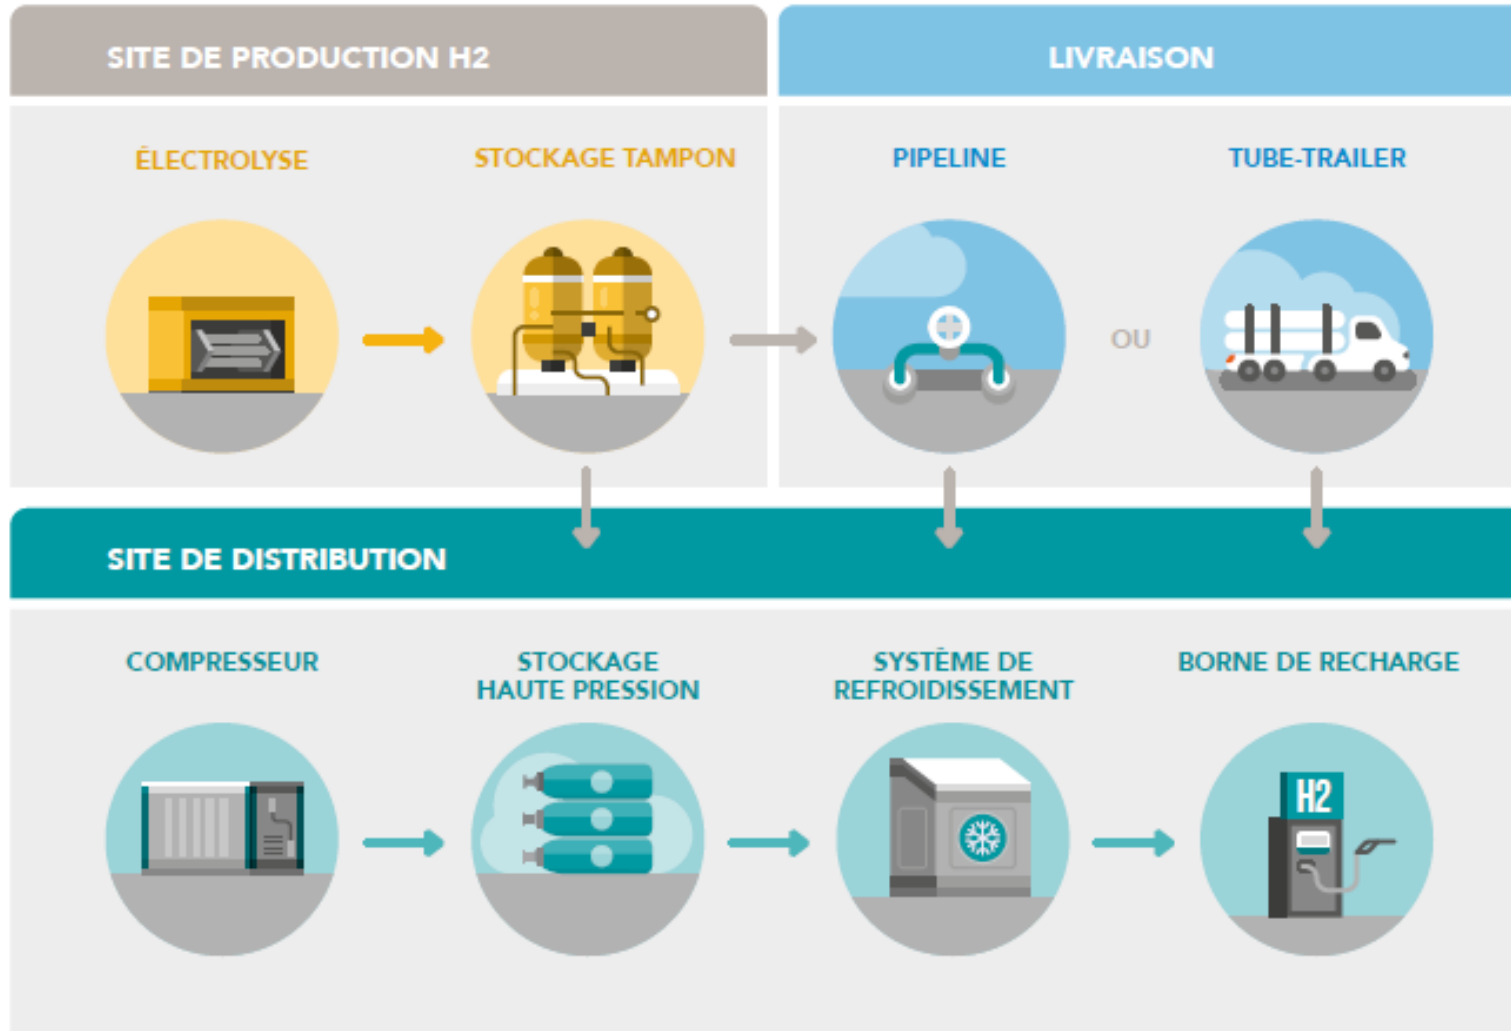 SITE DE PRODUCTION H2
LIVRAISON
ÉLECTROLYSE
STOCKAGE TAMPON
PIPELINE
TUBE-TRAILER
OU
SITE DE DISTRIBUTION
COMPRESSEUR
STOCKAGE
HAUTE PRESSION
SYSTÈME DE
REFROIDISSEMENT
BORNE DE RECHARGE
H2